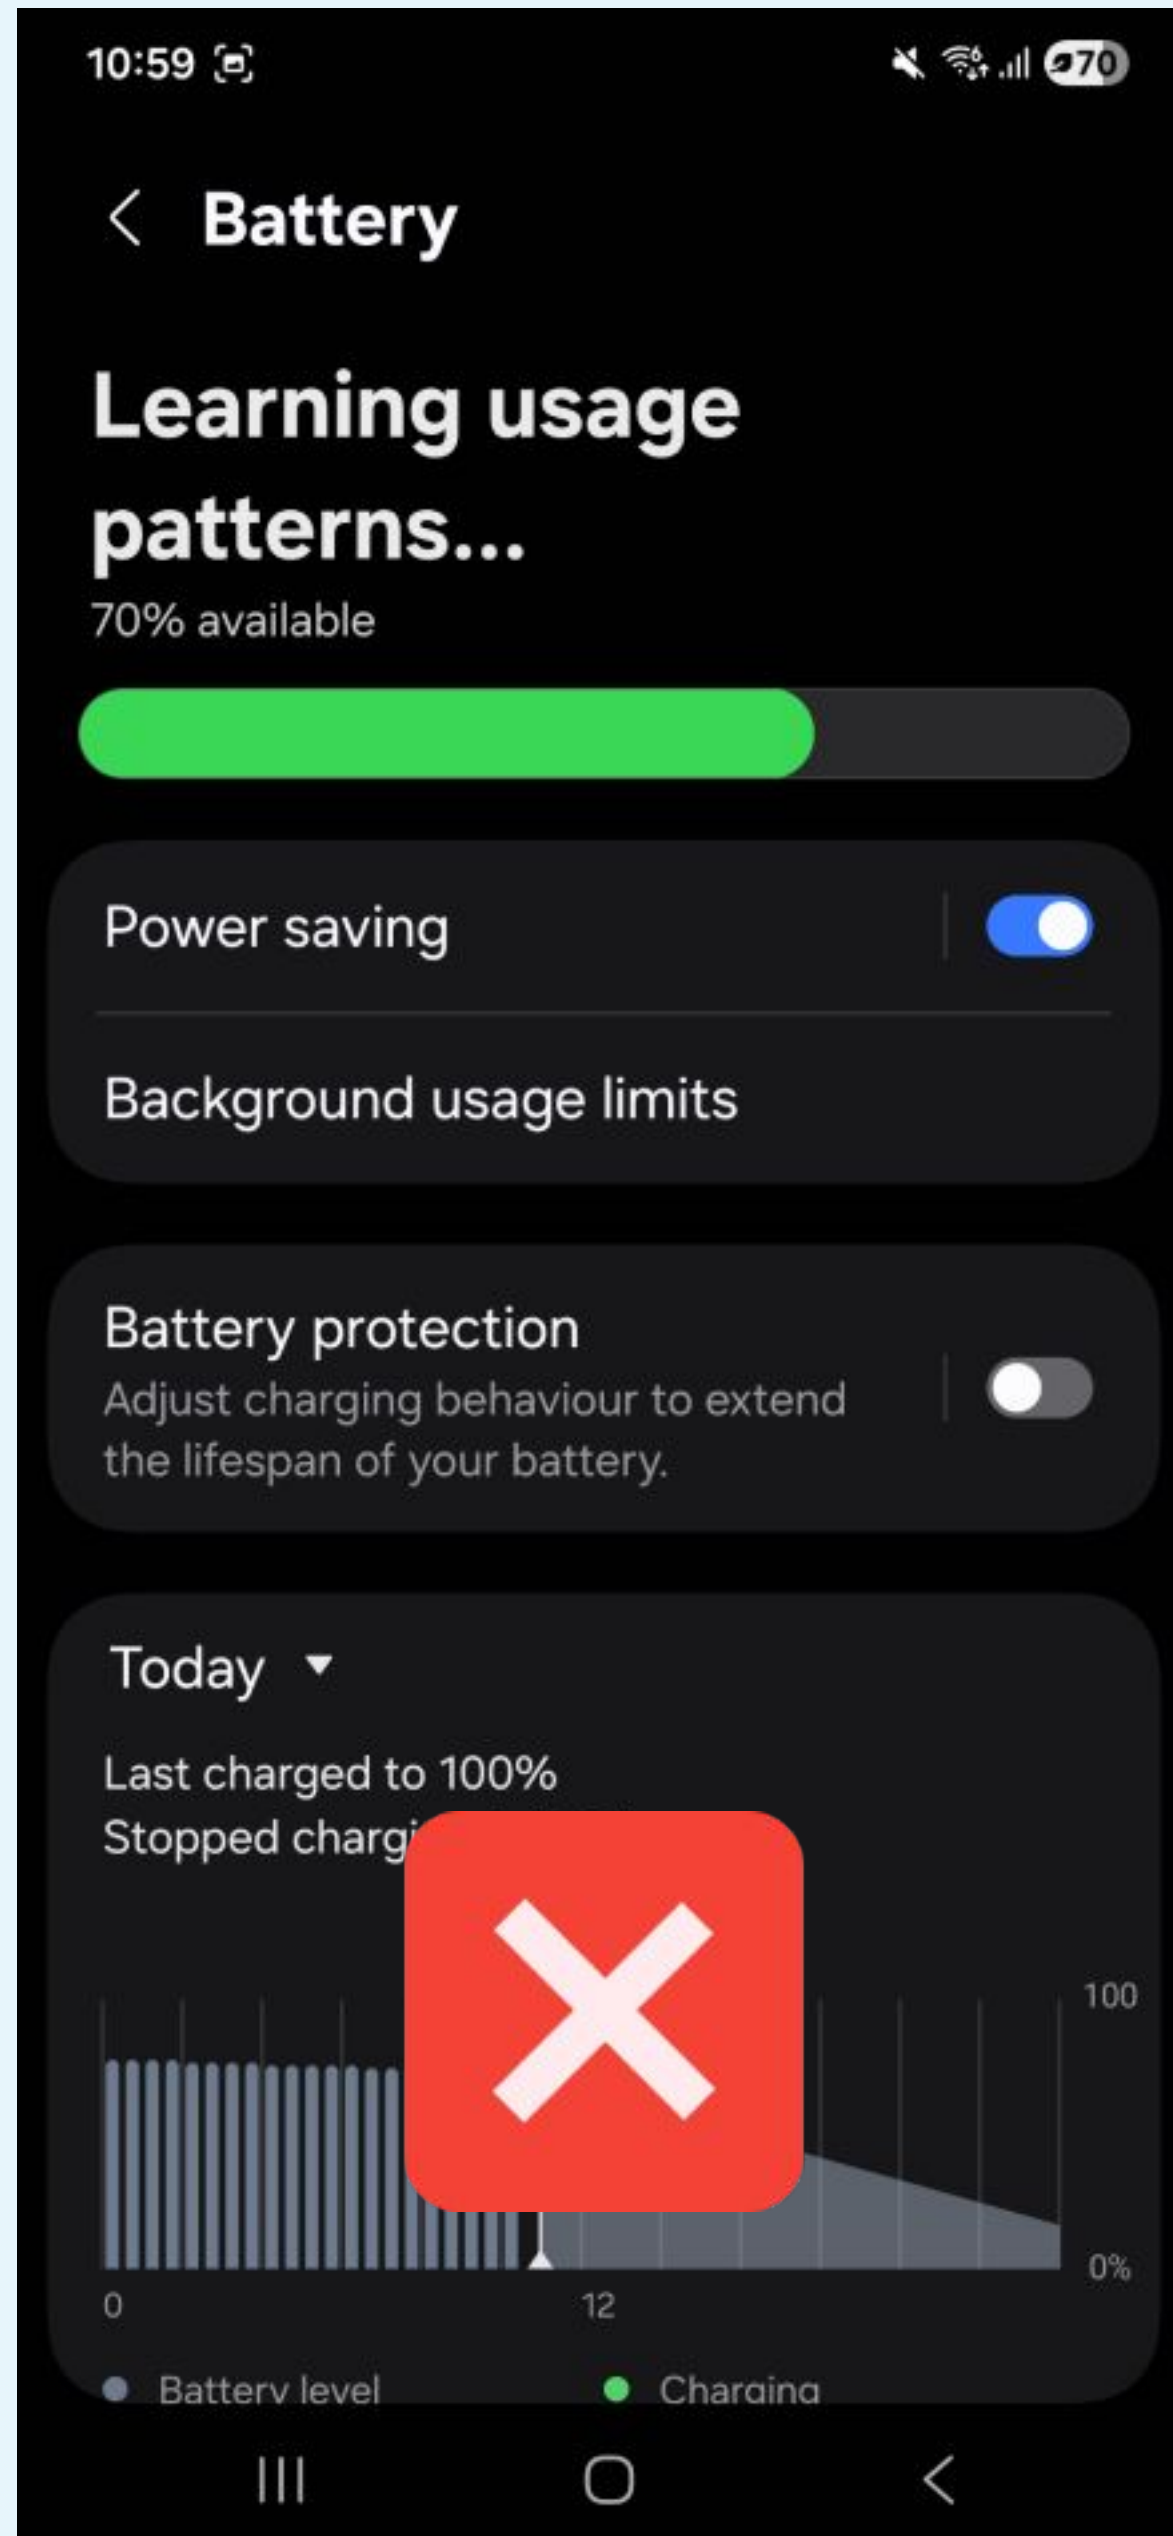 10:59
70
Battery
Learning usage
patterns...
70% available
Power saving
Background usage limits
Battery protection
Adjust charging behaviour to extend
the lifespan of your battery.
Today
Last charged to 100%
Stopped
100
0%
0
12
Battery level
Charging